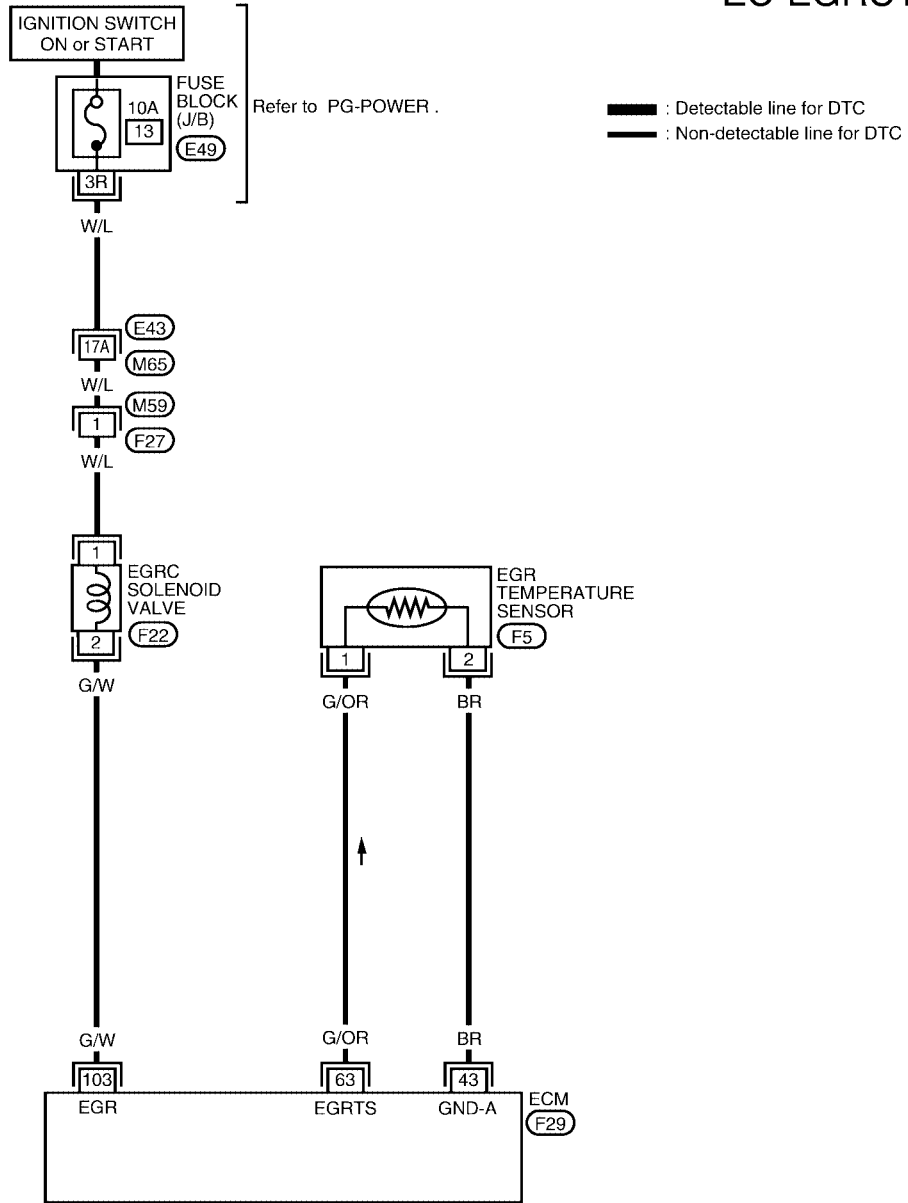 IGNITION SWITCH
ON or START
FUSE
BLOCK
(J/B)
10A
13
E49
Refer to PG-POWER .
: Detectable line for DTC
: Non-detectable line for DTC
3R
W/L
E43
17A
M65
W/L
M59
1
F27
W/L
1
EGRC
SOLENOID
VALVE
F22
2
G/W
EGR
TEMPERATURE
SENSOR
F5
1
2
G/OR
BR
G/W
G/OR
BR
103
63
43
EGR
EGRTS
GND-A
ECM
F29